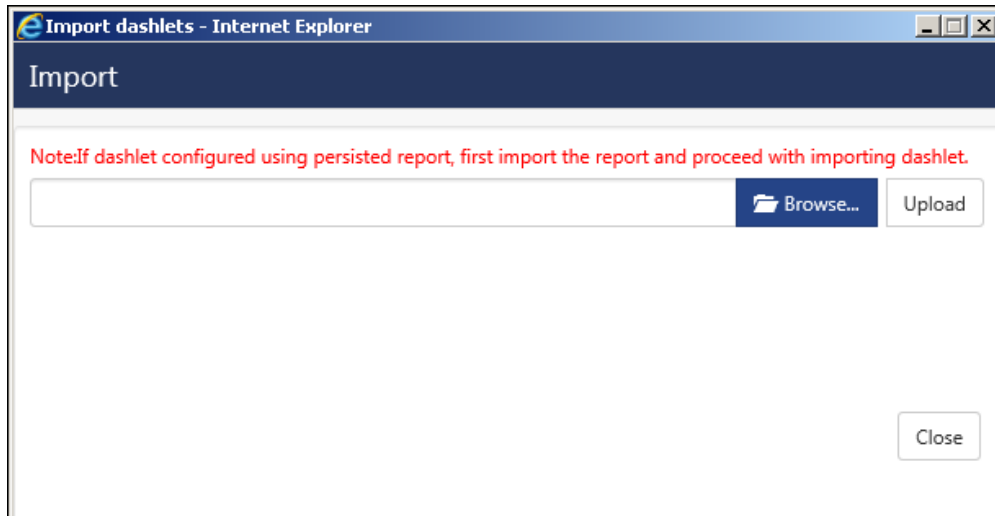 Import dashlets - Internet Explorer
Import
Note:If dashlet configured using persisted report, first import the report and proceed with importing dashlet.
Browse...
Upload
Close